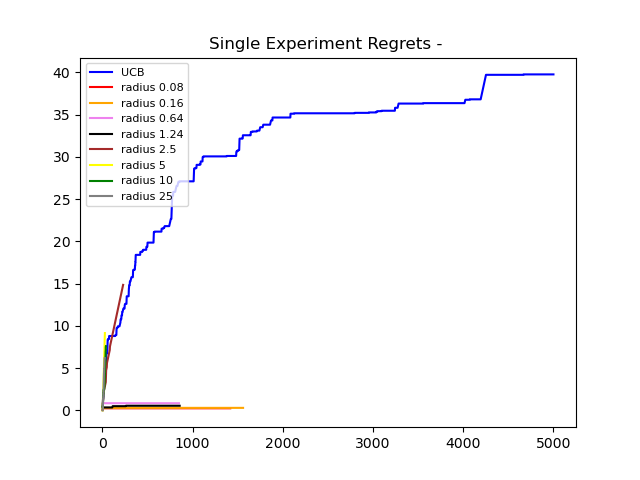 Single Experiment Regrets -
40
35
30
25
20
15
10
5
0
UCB
radius 0.08
radius 0.16
radius 0.64
radius 1.24
radius 2.5
radius 5
radius 10
radius 25
0 1000 2000 3000 4000 5000